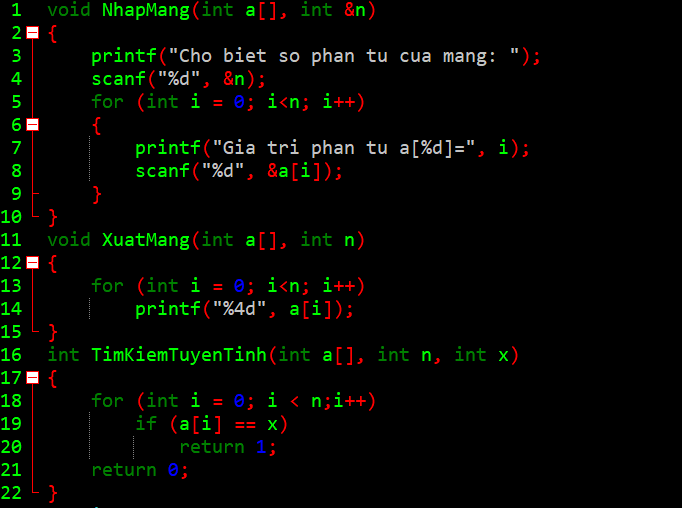 1 void NhapMang(int a[], int &n)
2 {
3 printf("Cho biet so phan tu cua mang: ");
4 scanf("%d", &n);
5 for (int i = 0; i<n; i++)
6 {
7 printf("Gia tri phan tu a[%d]=", i);
8 scanf("%d", &a[i]);
9 }
10 }
11 void XuatMang(int a[], int n)
12 {
13 for (int i = 0; i<n; i++)
14 printf("%4d", a[i]);
15 }
16 int TimKiemTuyenTinh(int a[], int n, int x)
17 {
18 for (int i = 0; i < n;i++)
19 if (a[i] == x)
20 return 1;
21 return 0;
22 }